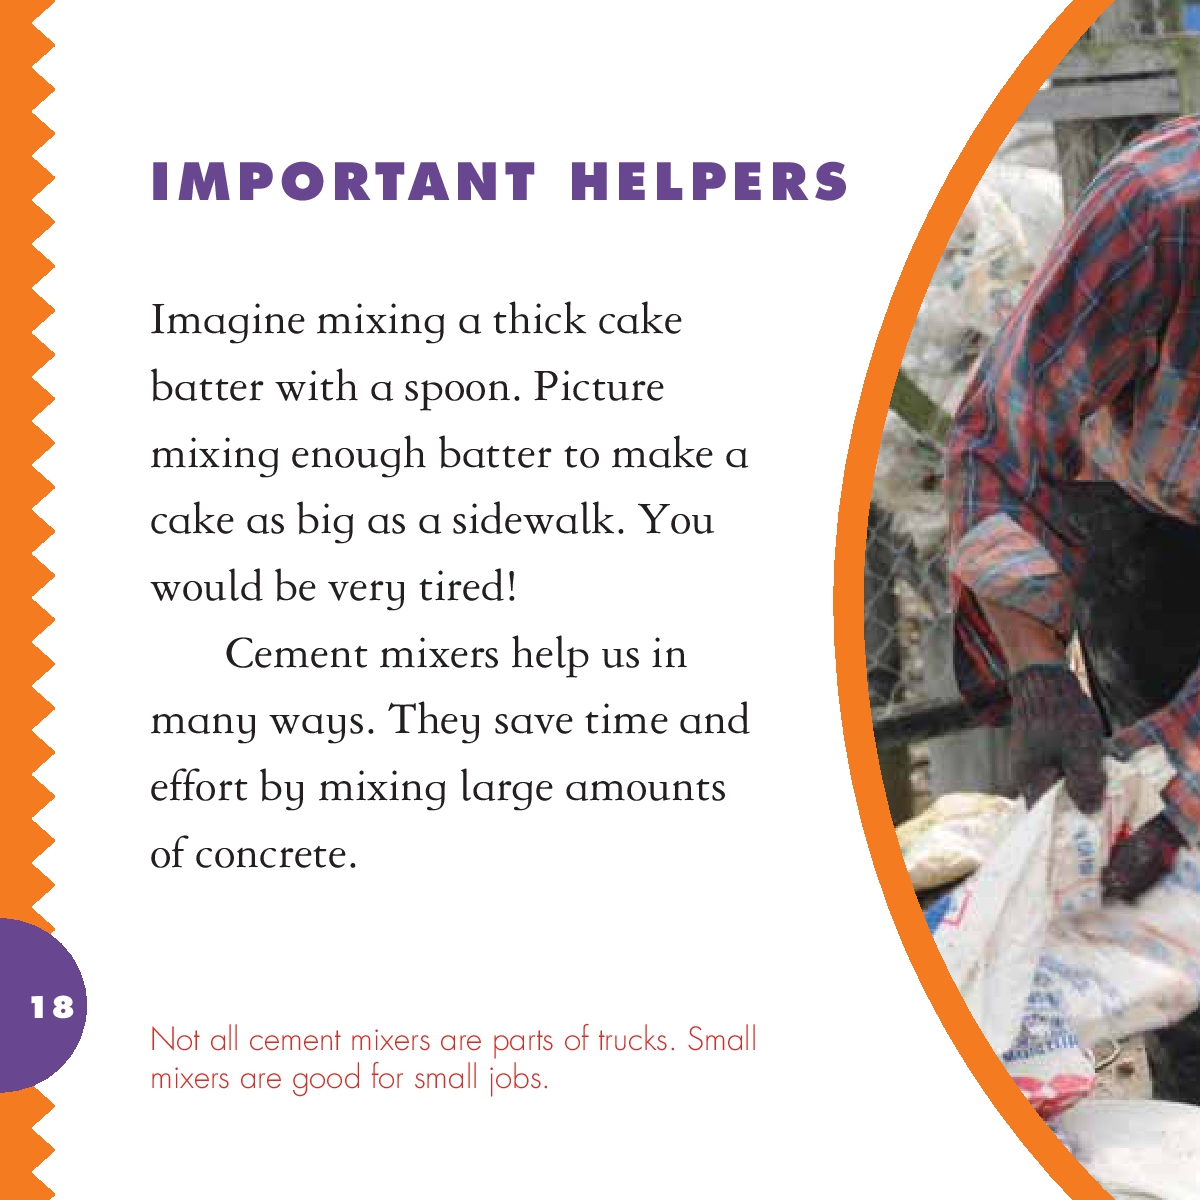 IMPORTANT HELPERS
Imagine mixing a thick cake
batter with a spoon. Picture
mixing enough batter to make a
cake as big as a sidewalk. You
would be very tired!
Cement mixers help us in
many ways. They save time and
effort by mixing large amounts
of concrete.
18
Not all cement mixers are parts of trucks. Small
mixers are good for small jobs.